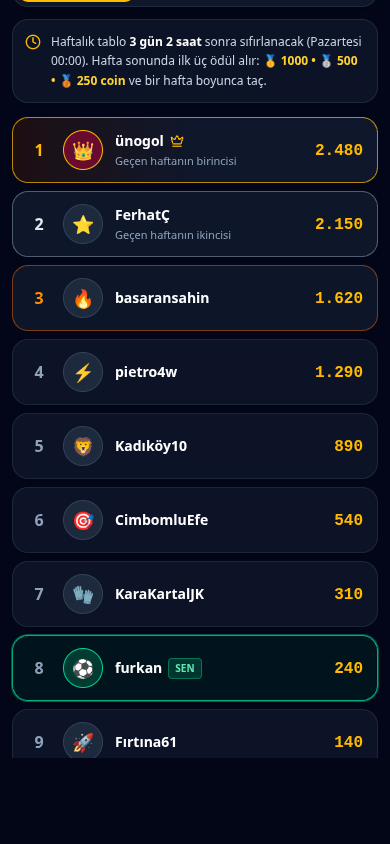 Haftalık tablo 3 gün 2 saat sonra sıfırlanacak (Pazartesi
00:00). Hafta sonunda ilk üç ödül alır: 🥇 1000 • 🥈 500
• 🥉 250 coin ve bir hafta boyunca taç.
1 ünogol 2.480
Geçen haftanın birincisi
2 FerhatÇ 2.150
Geçen haftanın ikincisi
3 basaransahin 1.620
4 pietro4w 1.290
5 Kadıköy10 890
6 CimbomluEfe 540
7 KaraKartalJK 310
8 furkan SEN 240
9 Fırtına61 140